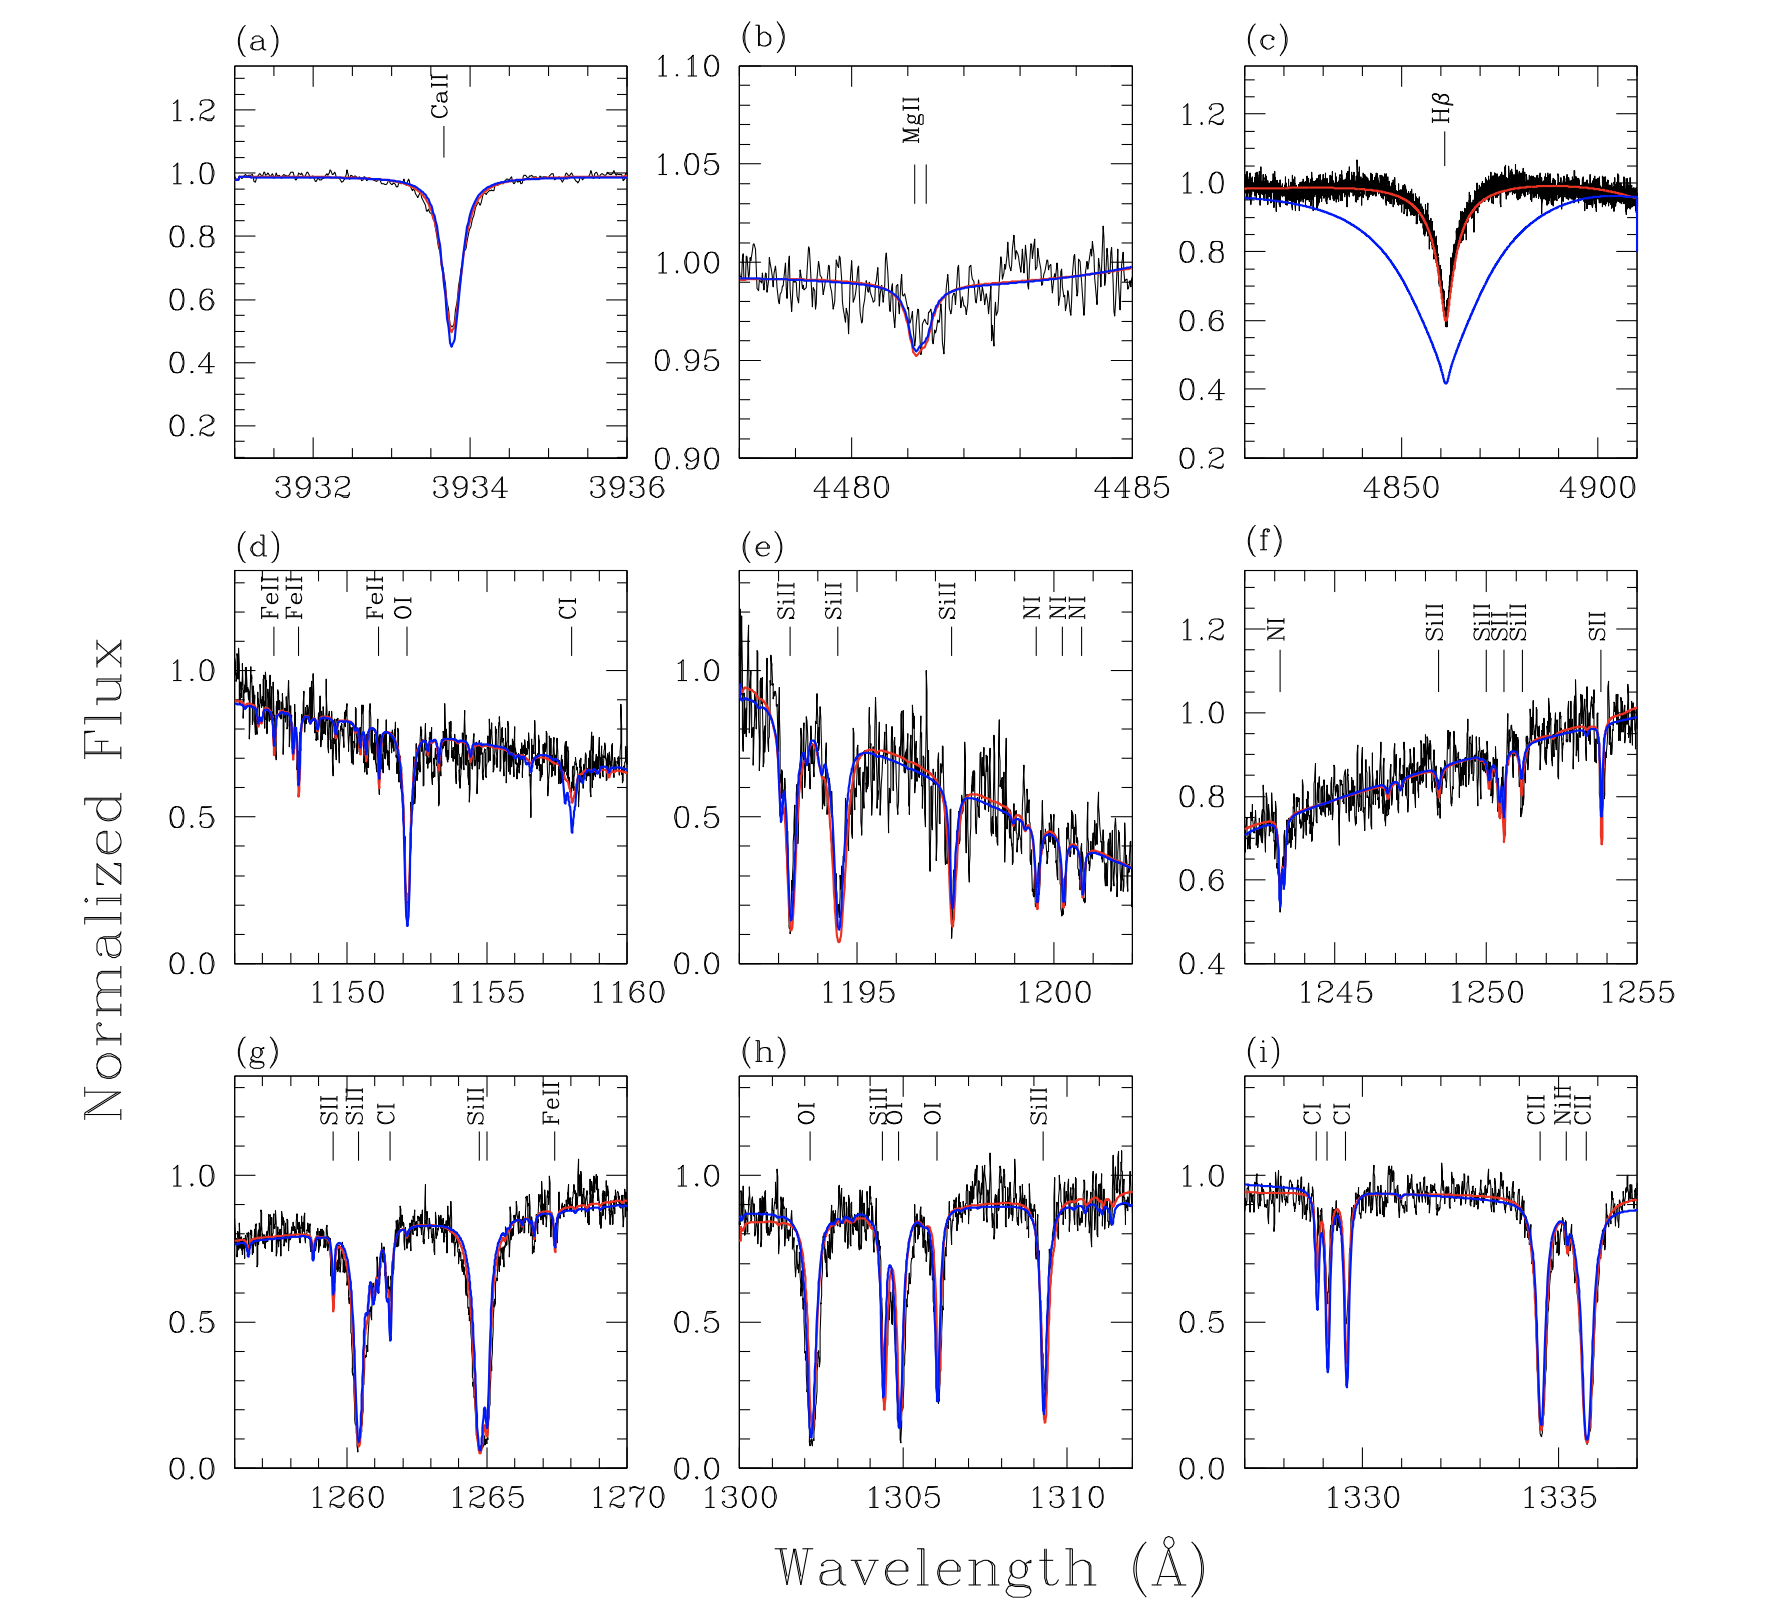 (a)
(b)
(c)
CaII
MgII
Hβ
1.2
1.0
0.8
0.6
0.4
0.2
1.10
1.05
1.00
0.95
0.90
1.2
1.0
0.8
0.6
0.4
0.2
3932 3934 3936
4480 4485
4850 4900
(d)
(e)
(f)
FeII FeII FeII OI CI
SiII SiII SiII NI NI NI
NI SiII SiII SII SiII SII
1.0
0.5
0.0
1.0
0.5
0.0
1.2
1.0
0.8
0.6
0.4
1150 1155 1160
1195 1200
1245 1250 1255
(g)
(h)
(i)
SII SiII CI SiII FeII
OI SiII OI OI SiII
CI CI CII NiII CII
1.0
0.5
0.0
1.0
0.5
0.0
1.0
0.5
0.0
1260 1265 1270
1300 1305 1310
1330 1335
Normalized Flux
Wavelength (Å)